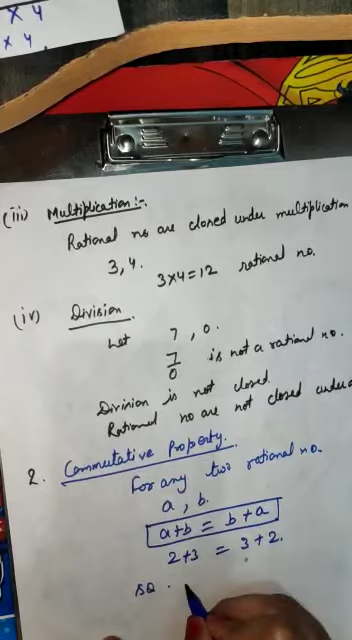 × 4
× 4.
(iii) Multiplication:-
Rational no are closed under multiplication
3, 4.
3×4=12 rational no.
(iv) Division.
Let 7, 0.
7/0 is not a rational no.
Division is not closed.
Rational no are not closed under
2. Commutative Property.
For any two rational no.
a, b.
a+b = b+a
2+3 = 3+2.